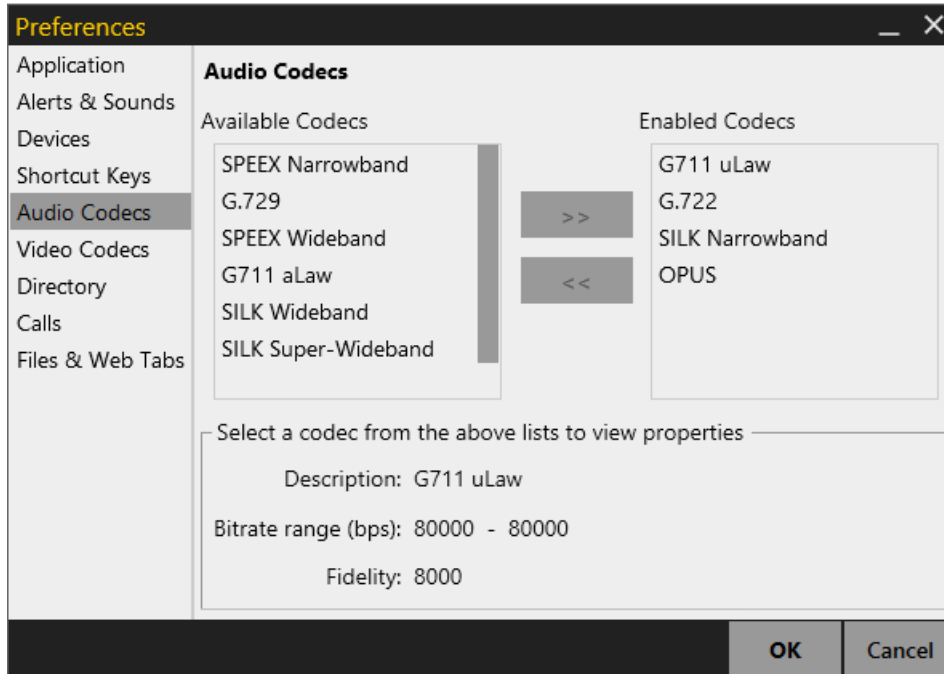 Preferences
Application
Alerts & Sounds
Devices
Shortcut Keys
Audio Codecs
Video Codecs
Directory
Calls
Files & Web Tabs
Audio Codecs
Available Codecs
SPEEX Narrowband
G.729
SPEEX Wideband
G711 aLaw
SILK Wideband
SILK Super-Wideband
>>
<<
Enabled Codecs
G711 uLaw
G.722
SILK Narrowband
OPUS
Select a codec from the above lists to view properties
Description: G711 uLaw
Bitrate range (bps): 80000 - 80000
Fidelity: 8000
OK
Cancel